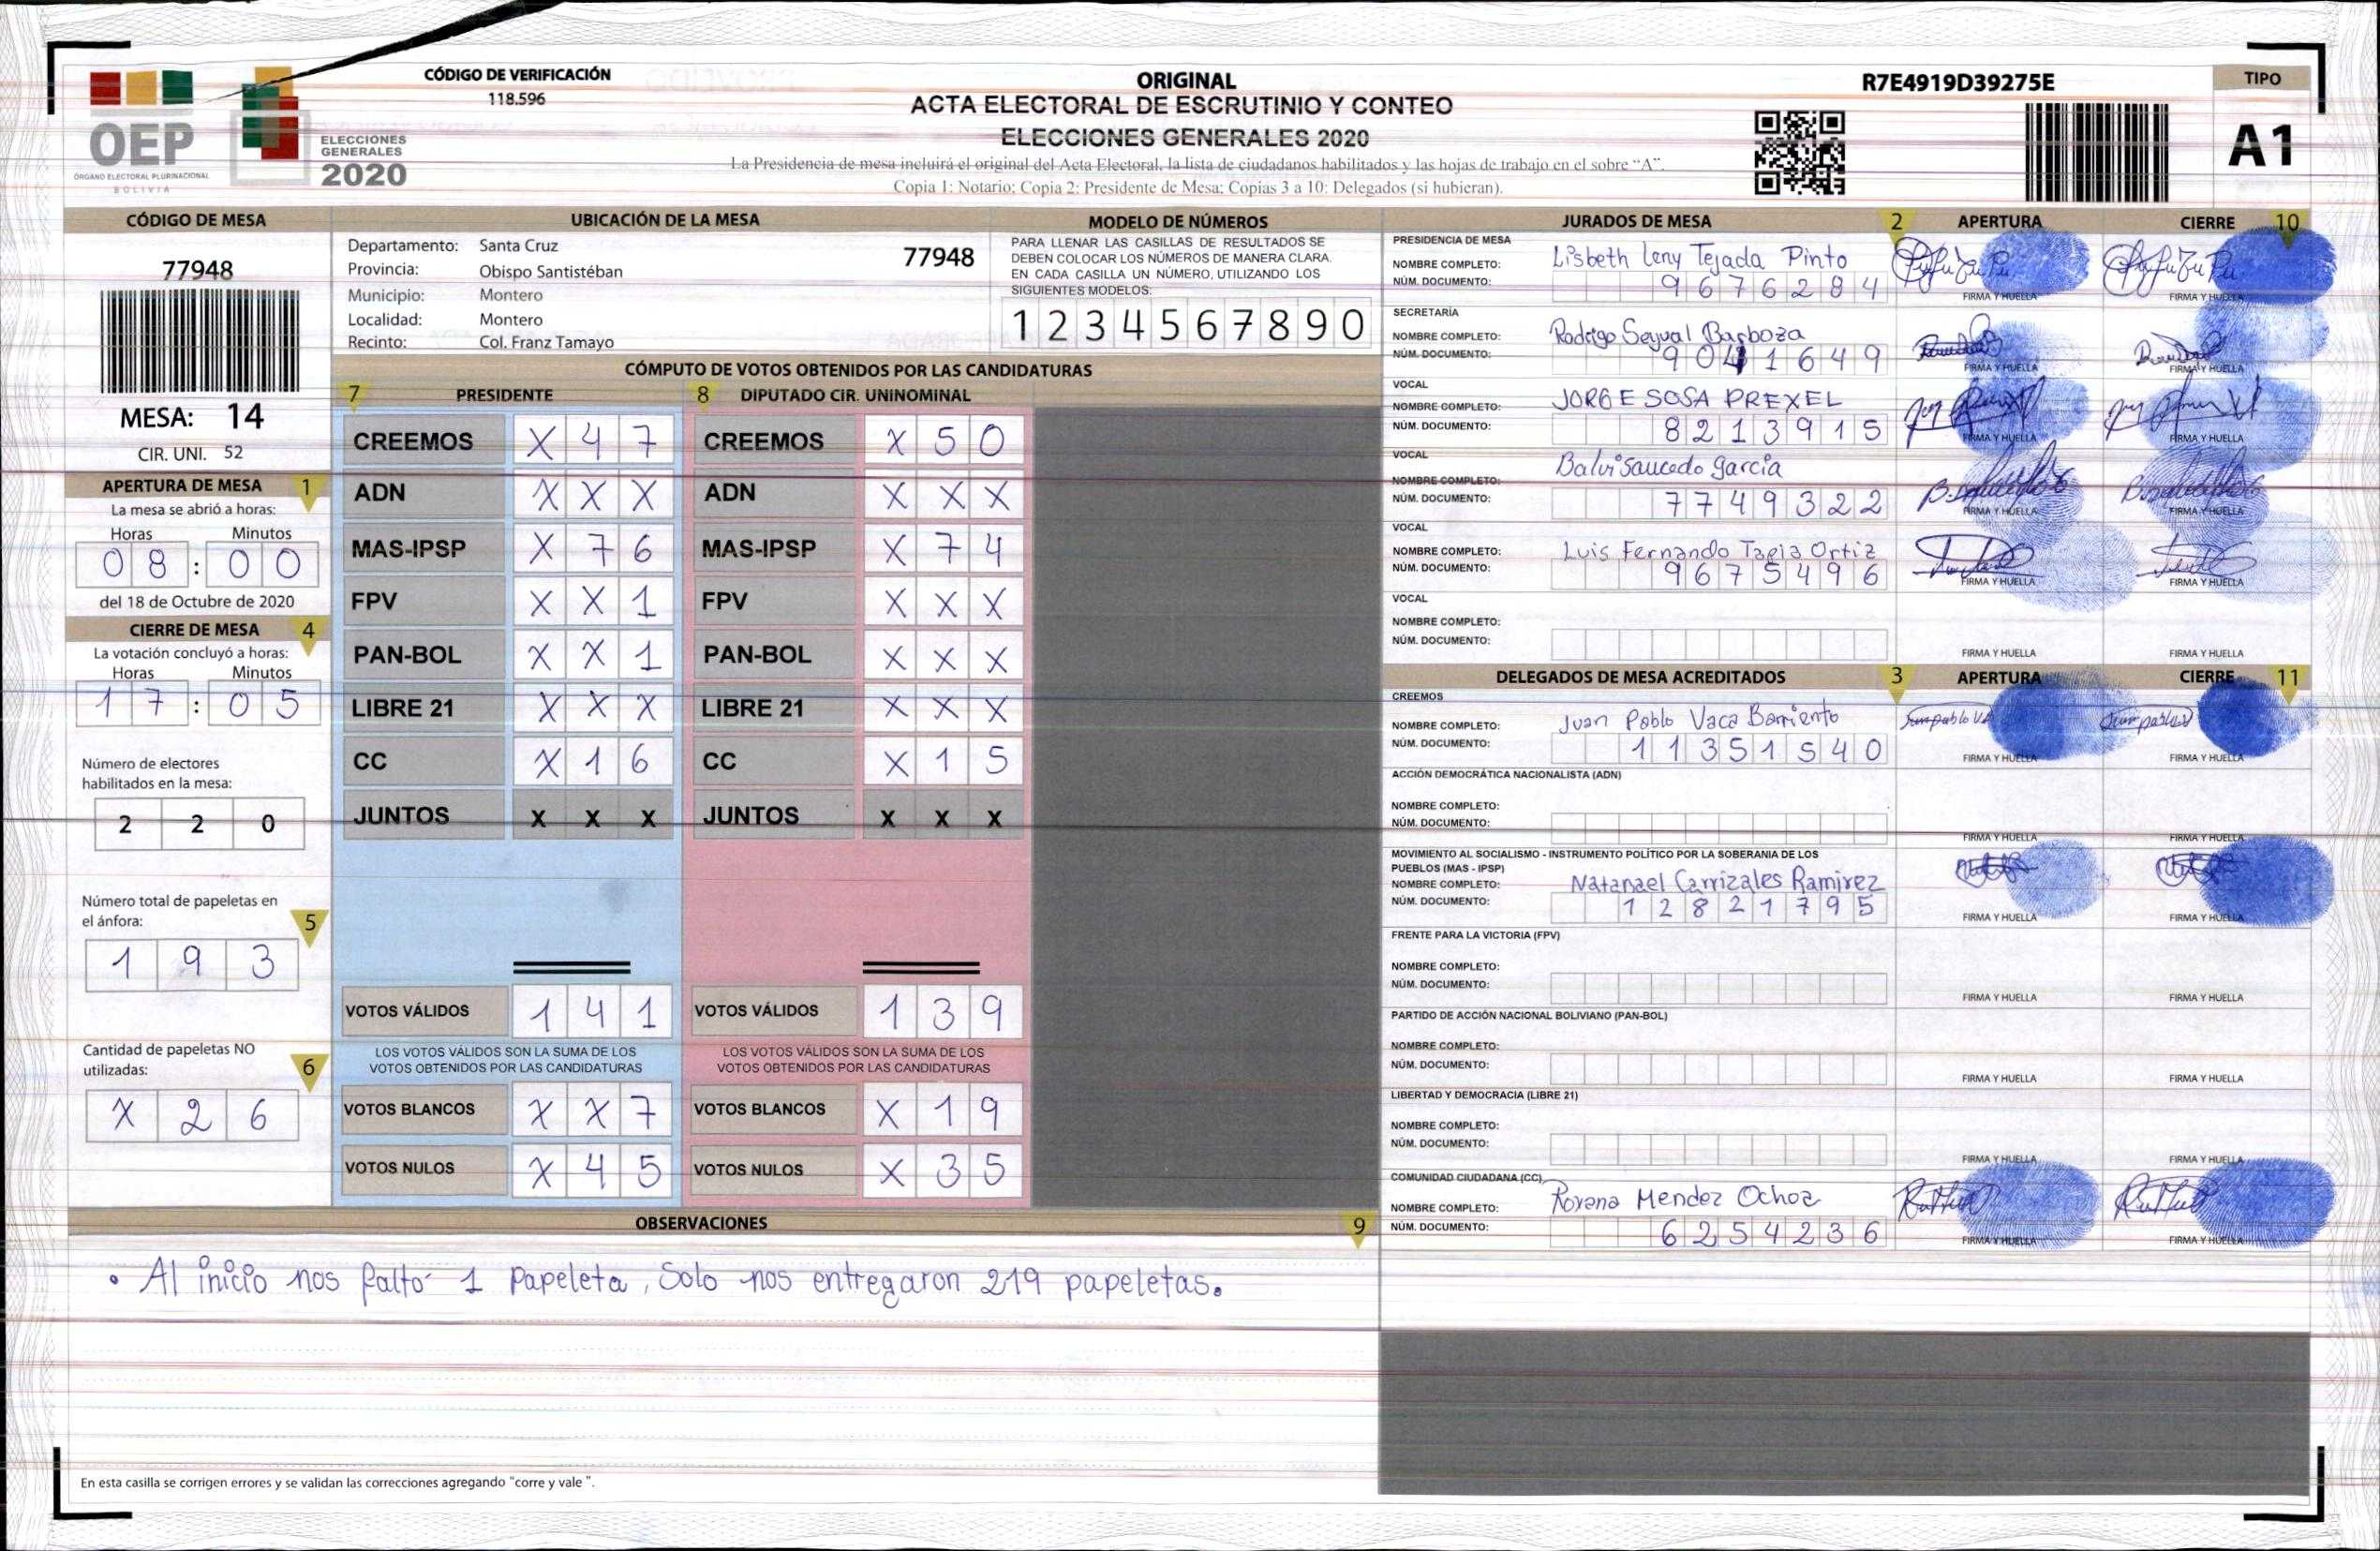 CÓDIGO DE VERIFICACIÓN
118.596
OEP
ÓRGANO ELECTORAL PLURINACIONAL
BOLIVIA
ELECCIONES
GENERALES
2020
ORIGINAL
ACTA ELECTORAL DE ESCRUTINIO Y CONTEO
ELECCIONES GENERALES 2020
La Presidencia de mesa incluirá el original del Acta Electoral, la lista de ciudadanos habilitados y las hojas de trabajo en el sobre “A”.
Copia 1: Notario; Copia 2: Presidente de Mesa; Copias 3 a 10: Delegados (si hubieran).
R7E4919D39275E
TIPO
A1
CÓDIGO DE MESA
77948
MESA: 14
CIR. UNI. 52
APERTURA DE MESA 1
La mesa se abrió a horas:
Horas Minutos
08 : 00
del 18 de Octubre de 2020
CIERRE DE MESA 4
La votación concluyó a horas:
Horas Minutos
17 : 05
Número de electores
habilitados en la mesa:
2 2 0
Número total de papeletas en
el ánfora: 5
1 9 3
Cantidad de papeletas NO
utilizadas: 6
X 2 6
UBICACIÓN DE LA MESA
Departamento: Santa Cruz 77948
Provincia: Obispo Santistéban
Municipio: Montero
Localidad: Montero
Recinto: Col. Franz Tamayo
MODELO DE NÚMEROS
PARA LLENAR LAS CASILLAS DE RESULTADOS SE
DEBEN COLOCAR LOS NÚMEROS DE MANERA CLARA.
EN CADA CASILLA UN NÚMERO, UTILIZANDO LOS
SIGUIENTES MODELOS:
1 2 3 4 5 6 7 8 9 0
CÓMPUTO DE VOTOS OBTENIDOS POR LAS CANDIDATURAS
7 PRESIDENTE 8 DIPUTADO CIR. UNINOMINAL
CREEMOS X 4 7 CREEMOS X 5 0
ADN X X X ADN X X X
MAS-IPSP X 7 6 MAS-IPSP X 7 4
FPV X X 1 FPV X X X
PAN-BOL X X 1 PAN-BOL X X X
LIBRE 21 X X X LIBRE 21 X X X
CC X 1 6 CC X 1 5
JUNTOS X X X JUNTOS X X X
VOTOS VÁLIDOS 1 4 1 VOTOS VÁLIDOS 1 3 9
LOS VOTOS VÁLIDOS SON LA SUMA DE LOS LOS VOTOS VÁLIDOS SON LA SUMA DE LOS
VOTOS OBTENIDOS POR LAS CANDIDATURAS VOTOS OBTENIDOS POR LAS CANDIDATURAS
VOTOS BLANCOS X X 7 VOTOS BLANCOS X 1 9
VOTOS NULOS X 4 5 VOTOS NULOS X 3 5
OBSERVACIONES 9
• Al inicio nos falto 1 Papeleta, Solo nos entregaron 219 papeletas.
En esta casilla se corrigen errores y se validan las correcciones agregando "corre y vale ".
JURADOS DE MESA 2 APERTURA CIERRE 10
PRESIDENCIA DE MESA
NOMBRE COMPLETO: Lisbeth Leny Tejada Pinto
NÚM. DOCUMENTO: 9676284
FIRMA Y HUELLA FIRMA Y HUELLA
SECRETARÍA
NOMBRE COMPLETO: Rodrigo Seyual Barboza
NÚM. DOCUMENTO: 9041649
FIRMA Y HUELLA FIRMA Y HUELLA
VOCAL
NOMBRE COMPLETO: JORGE SOSA PREXEL
NÚM. DOCUMENTO: 8213915
FIRMA Y HUELLA FIRMA Y HUELLA
VOCAL
NOMBRE COMPLETO: Balvi Saucedo Garcia
NÚM. DOCUMENTO: 7749322
FIRMA Y HUELLA FIRMA Y HUELLA
VOCAL
NOMBRE COMPLETO: Luis Fernando Tapia Ortiz
NÚM. DOCUMENTO: 9675496
FIRMA Y HUELLA FIRMA Y HUELLA
VOCAL
NOMBRE COMPLETO:
NÚM. DOCUMENTO:
FIRMA Y HUELLA FIRMA Y HUELLA
DELEGADOS DE MESA ACREDITADOS 3 APERTURA CIERRE 11
CREEMOS
NOMBRE COMPLETO: Juan Pablo Vaca Barriento
NÚM. DOCUMENTO: 11351540
FIRMA Y HUELLA FIRMA Y HUELLA
ACCIÓN DEMOCRÁTICA NACIONALISTA (ADN)
NOMBRE COMPLETO:
NÚM. DOCUMENTO:
FIRMA Y HUELLA FIRMA Y HUELLA
MOVIMIENTO AL SOCIALISMO - INSTRUMENTO POLÍTICO POR LA SOBERANIA DE LOS
PUEBLOS (MAS - IPSP)
NOMBRE COMPLETO: Natanael Carrizales Ramirez
NÚM. DOCUMENTO: 12821795
FIRMA Y HUELLA FIRMA Y HUELLA
FRENTE PARA LA VICTORIA (FPV)
NOMBRE COMPLETO:
NÚM. DOCUMENTO:
FIRMA Y HUELLA FIRMA Y HUELLA
PARTIDO DE ACCIÓN NACIONAL BOLIVIANO (PAN-BOL)
NOMBRE COMPLETO:
NÚM. DOCUMENTO:
FIRMA Y HUELLA FIRMA Y HUELLA
LIBERTAD Y DEMOCRACIA (LIBRE 21)
NOMBRE COMPLETO:
NÚM. DOCUMENTO:
FIRMA Y HUELLA FIRMA Y HUELLA
COMUNIDAD CIUDADANA (CC)
NOMBRE COMPLETO: Roxana Mendez Ochoa
NÚM. DOCUMENTO: 6254236
FIRMA Y HUELLA FIRMA Y HUELLA